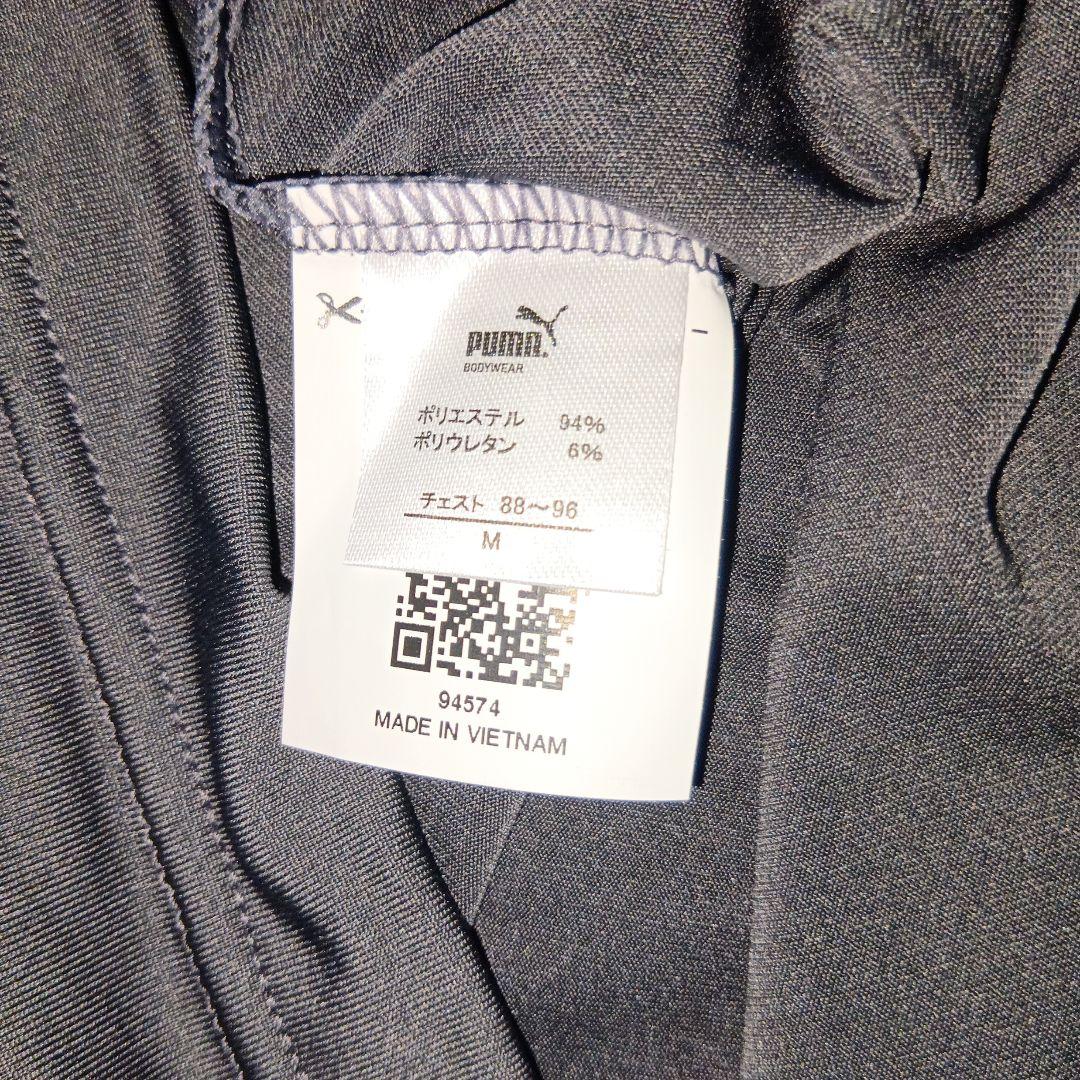 PUMA
BODYWEAR
ポリエステル 94%
ポリウレタン 6%
チェスト 88～96
M
94574
MADE IN VIETNAM